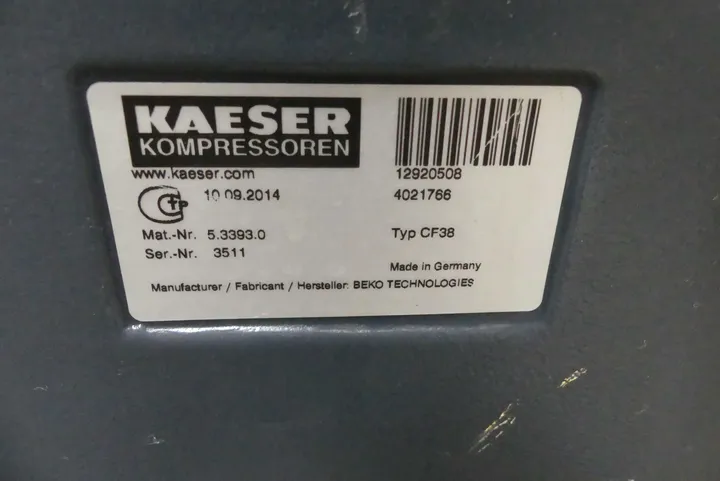 KAESER
KOMPRESSOREN
www.kaeser.com
12920508
10.09.2014
4021766
Mat.-Nr. 5.3393.0
Typ CF38
Ser.-Nr. 3511
Made in Germany
Manufacturer / Fabricant / Hersteller: BEKO TECHNOLOGIES